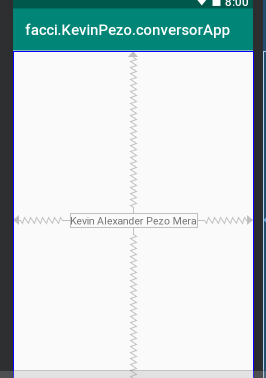 8:00
facci.KevinPezo.conversorApp
Kevin Alexander Pezo Mera